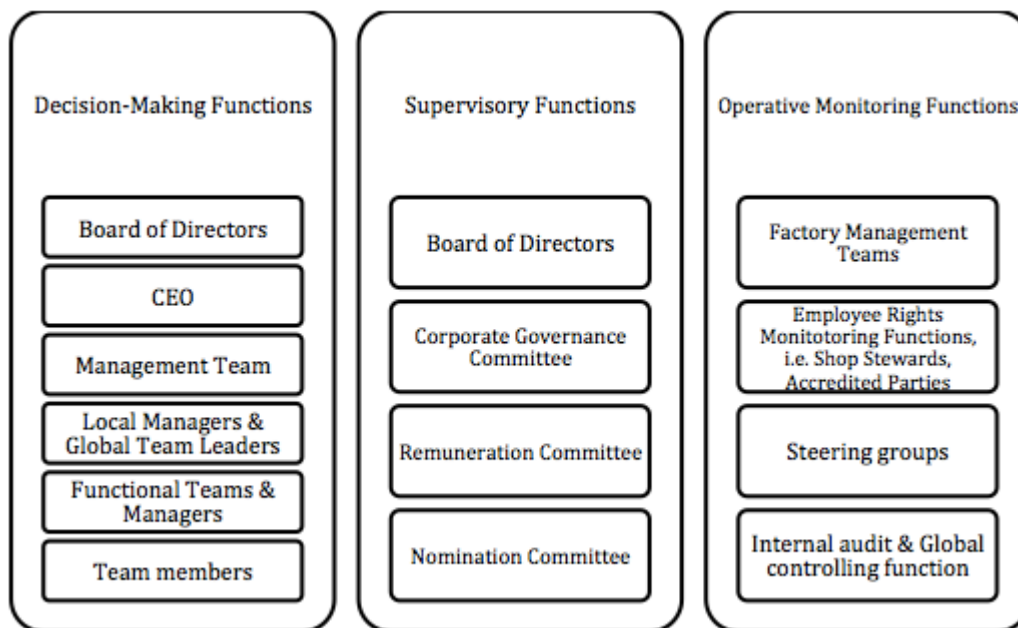 Decision-Making Functions
Board of Directors
CEO
Management Team
Local Managers &
Global Team Leaders
Functional Teams &
Managers
Team members
Supervisory Functions
Board of Directors
Corporate Governance
Committee
Remuneration Committee
Nomination Committee
Operative Monitoring Functions
Factory Management
Teams
Employee Rights
Monitotoring Functions,
i.e. Shop Stewards,
Accredited Parties
Steering groups
Internal audit & Global
controlling function